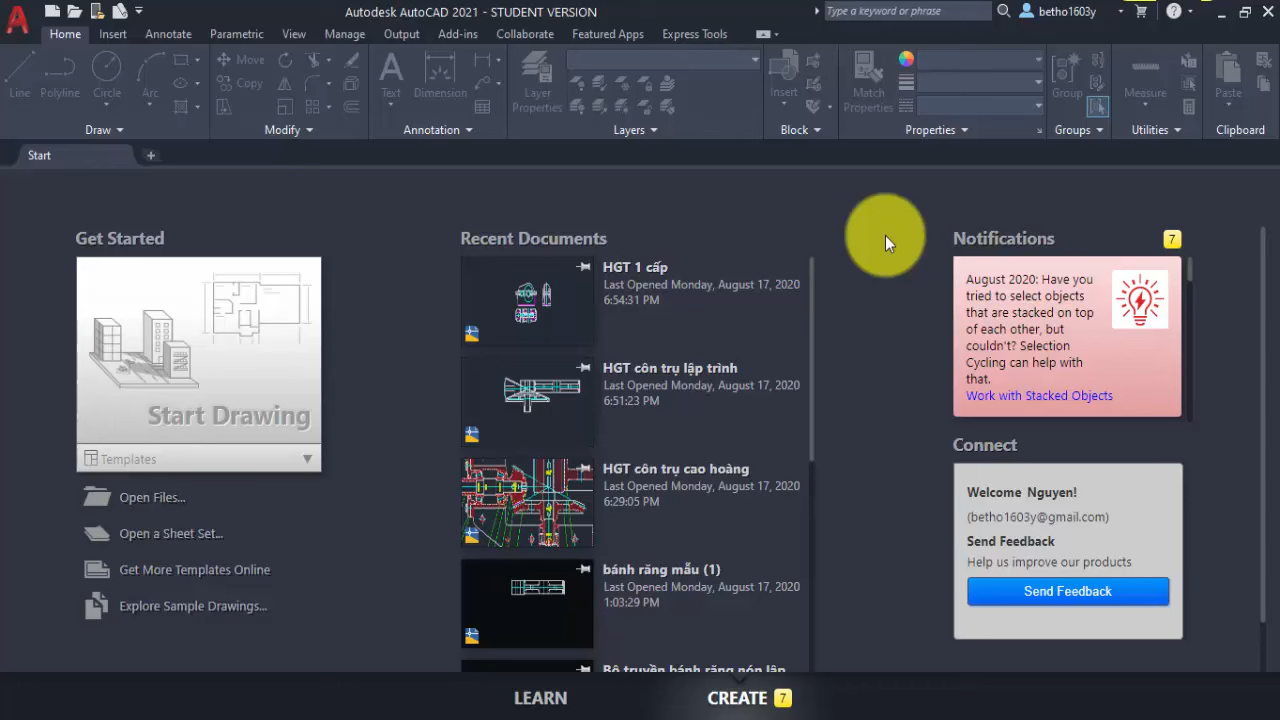 Autodesk AutoCAD 2021 - STUDENT VERSION
Type a keyword or phrase
betho1603y
Home Insert Annotate Parametric View Manage Output Add-ins Collaborate Featured Apps Express Tools
Line Polyline Circle Arc
Move
Copy
Text Dimension
Layer Properties
Insert
Match Properties
Group
Measure
Paste
Draw Modify Annotation Layers Block Properties Groups Utilities Clipboard
Start
Get Started
Start Drawing
Templates
Open Files...
Open a Sheet Set...
Get More Templates Online
Explore Sample Drawings...
Recent Documents
HGT 1 cấp
Last Opened Monday, August 17, 2020
6:54:31 PM
HGT côn trụ lập trình
Last Opened Monday, August 17, 2020
6:51:23 PM
HGT côn trụ cao hoàng
Last Opened Monday, August 17, 2020
6:29:05 PM
bánh răng mẫu (1)
Last Opened Monday, August 17, 2020
1:03:29 PM
Bộ truyền bánh răng nón lập
Notifications 7
August 2020: Have you
tried to select objects
that are stacked on top
of each other, but
couldn't? Selection
Cycling can help with
that.
Work with Stacked Objects
Connect
Welcome Nguyen!
(betho1603y@gmail.com)
Send Feedback
Help us improve our products
Send Feedback
LEARN CREATE 7